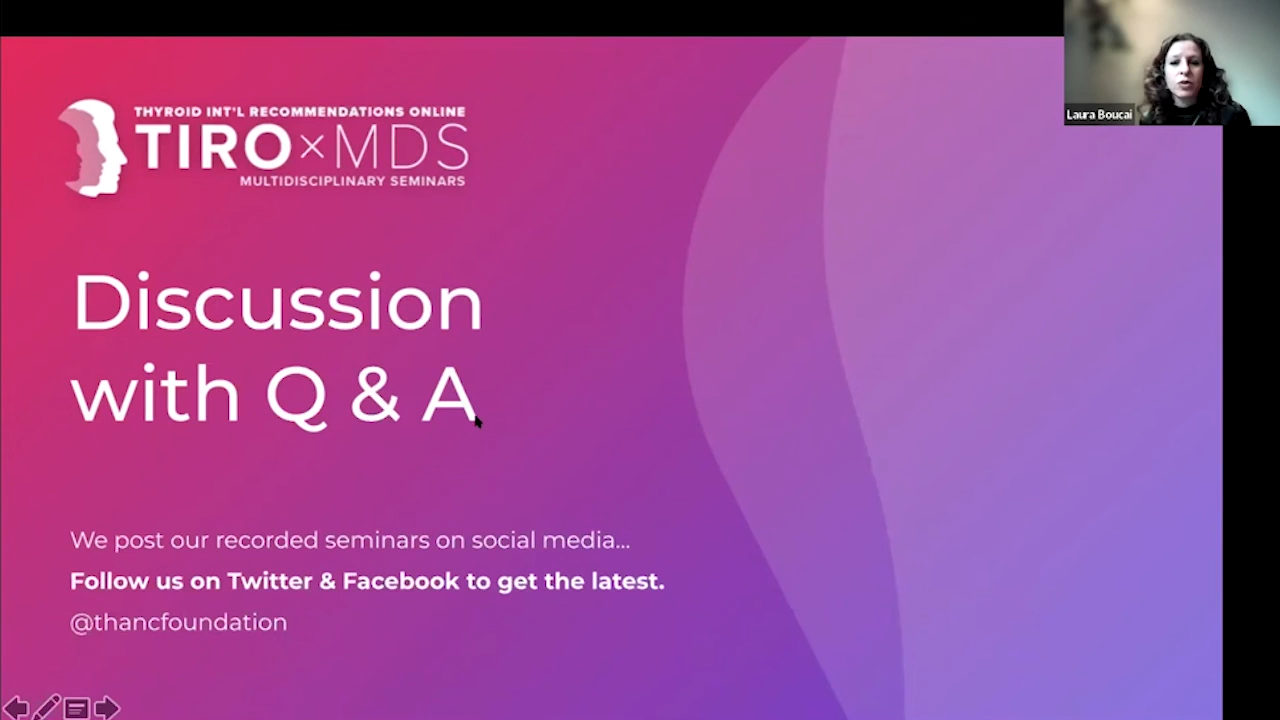 THYROID INT'L RECOMMENDATIONS ONLINE
TIRO×MDS
MULTIDISCIPLINARY SEMINARS
Laura Boucai
Discussion
with Q & A
We post our recorded seminars on social media...
Follow us on Twitter & Facebook to get the latest.
@thancfoundation